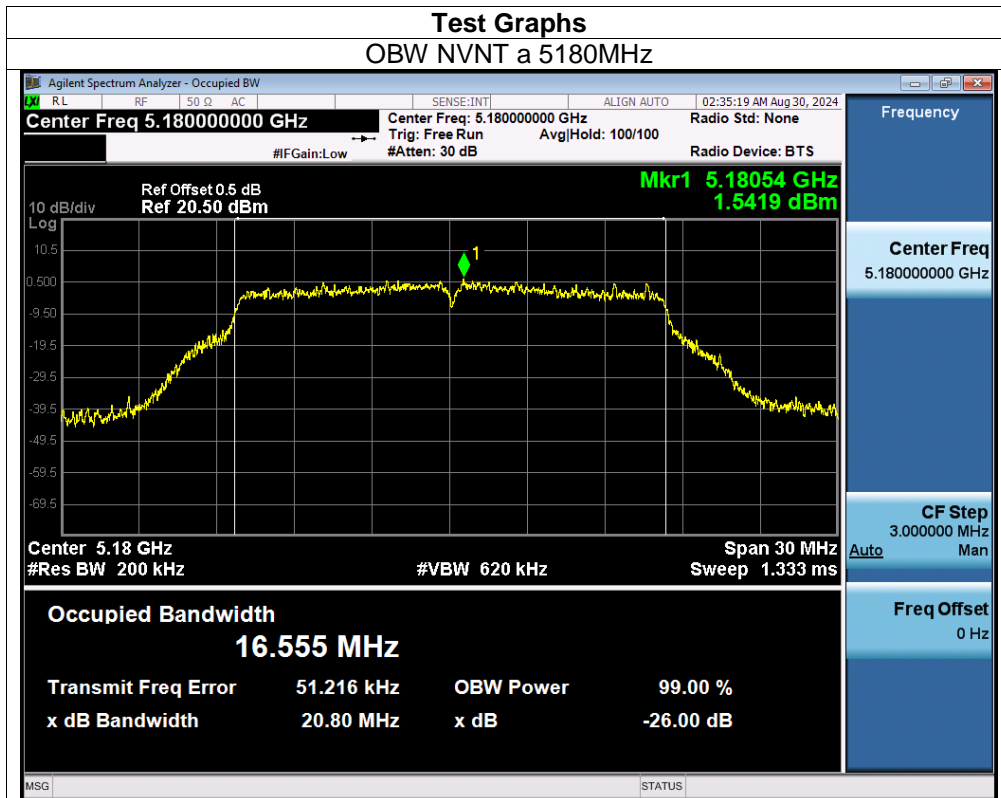 Test Graphs
OBW NVNT a 5180MHz
Agilent Spectrum Analyzer - Occupied BW
LXI RL RF 50 Ω AC SENSE:INT ALIGN AUTO 02:35:19 AM Aug 30, 2024
Center Freq 5.180000000 GHz
Center Freq: 5.180000000 GHz
Radio Std: None
Trig: Free Run Avg|Hold: 100/100
#IFGain:Low #Atten: 30 dB Radio Device: BTS
Frequency
Ref Offset 0.5 dB
10 dB/div Ref 20.50 dBm
Mkr1 5.18054 GHz
1.5419 dBm
Log
10.5
0.500
-9.50
-19.5
-29.5
-39.5
-49.5
-59.5
-69.5
1
Center Freq
5.180000000 GHz
CF Step
3.000000 MHz
Auto Man
Freq Offset
0 Hz
Center 5.18 GHz Span 30 MHz
#Res BW 200 kHz #VBW 620 kHz Sweep 1.333 ms
Occupied Bandwidth
16.555 MHz
Transmit Freq Error 51.216 kHz OBW Power 99.00 %
x dB Bandwidth 20.80 MHz x dB -26.00 dB
MSG STATUS